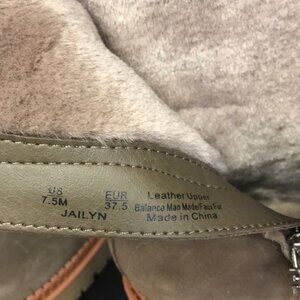 US EUR Leather Upper
7.5M 37.5 Balance Man Made/Faux Fur
JAILYN Made in China